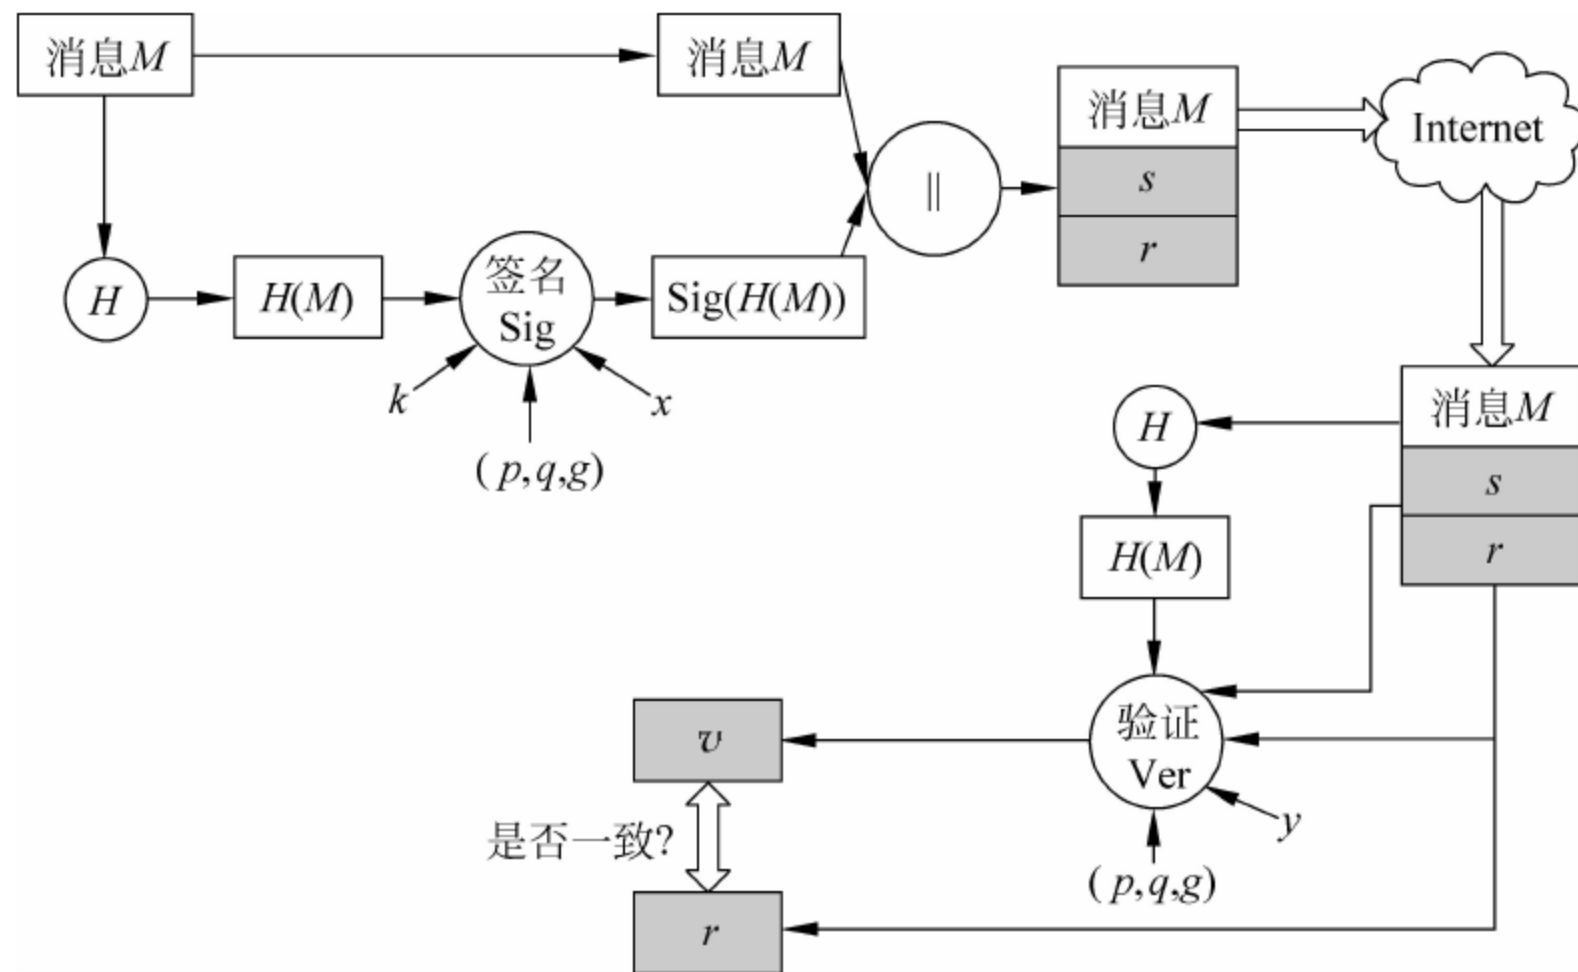 消息M
消息M
消息M
s
r
Internet
H
H(M)
签名
Sig
Sig(H(M))
||
k
x
(p,q,g)
消息M
s
r
H
H(M)
验证
Ver
y
(p,q,g)
v
是否一致?
r